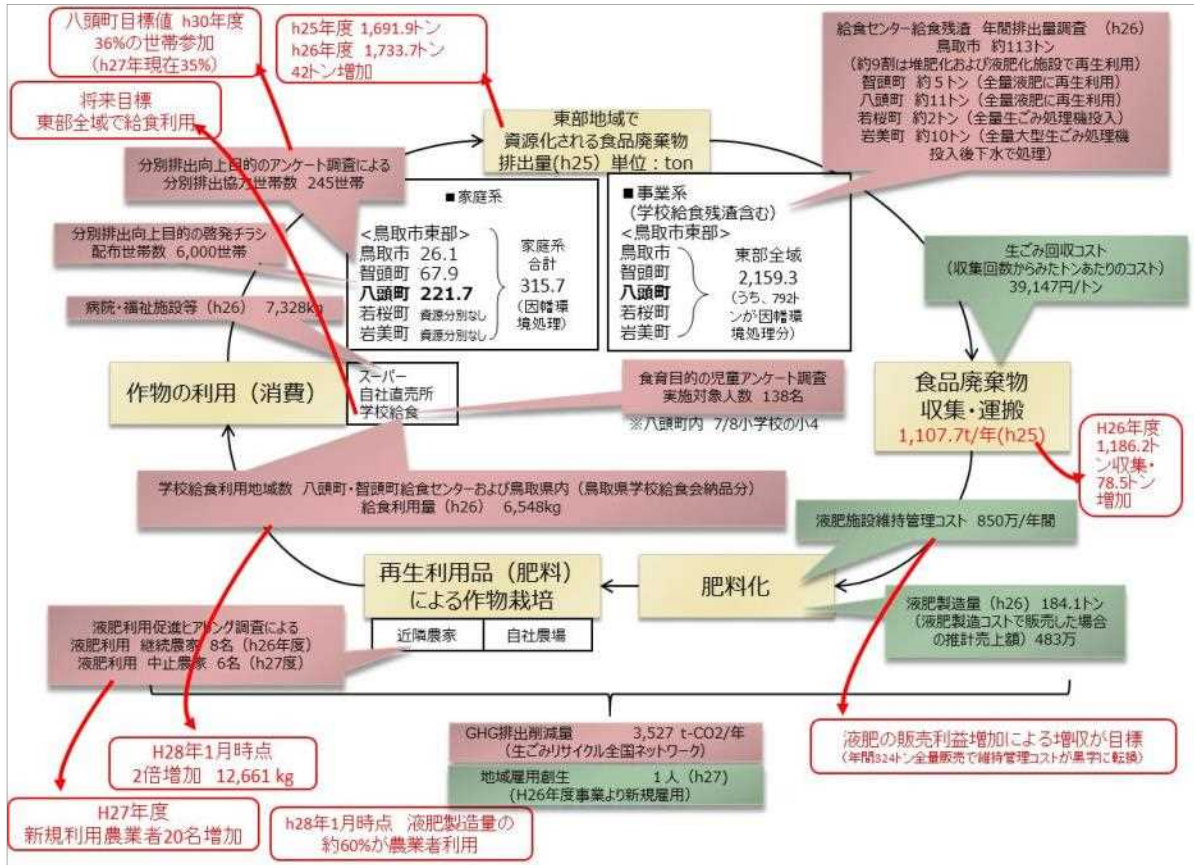 八頭町目標値 h30年度
36%の世帯参加
(h27年現在35%)
h25年度 1,691.9トン
h26年度 1,733.7トン
42トン増加
給食センター給食残渣 年間排出量調査 (h26)
鳥取市 約113トン
(約9割は堆肥化および液肥化施設で再生利用)
智頭町 約5トン(全量液肥に再生利用)
八頭町 約11トン(全量液肥に再生利用)
若桜町 約2トン(全量生ごみ処理機投入)
岩美町 約10トン(全量大型生ごみ処理機
投入後下水で処理)
将来目標
東部全域で給食利用
東部地域で
資源化される食品廃棄物
排出量(h25) 単位:ton
分別排出向上目的のアンケート調査による
分別排出協力世帯数 245世帯
分別排出向上目的の啓発チラシ
配布世帯数 6,000世帯
病院・福祉施設等(h26) 7,328kg
■家庭系
<鳥取市東部>
鳥取市 26.1
智頭町 67.9
八頭町 221.7
若桜町 資源分別なし
岩美町 資源分別なし
家庭系
合計
315.7
(因幡環
境処理)
■事業系
(学校給食残渣含む)
<鳥取市東部>
鳥取市
智頭町
八頭町
若桜町
岩美町
東部全域
2,159.3
(うち、792ト
ンが因幡環
境処理分)
生ごみ回収コスト
(収集回数からみたトンあたりのコスト)
39,147円/トン
作物の利用(消費)
スーパー
自社直売所
学校給食
食育目的の児童アンケート調査
実施対象人数 138名
※八頭町内 7/8小学校の小4
食品廃棄物
収集・運搬
1,107.7t/年(h25)
H26年度
1,186.2ト
ン収集・
78.5トン
増加
学校給食利用地域数 八頭町・智頭町給食センターおよび鳥取県内(鳥取県学校給食会納品分)
給食利用量(h26) 6,548kg
液肥施設維持管理コスト 850万/年間
再生利用品(肥料)
による作物栽培
近隣農家
自社農場
肥料化
液肥製造量(h26) 184.1トン
(液肥製造コストで販売した場合
の推計売上額)483万
液肥利用促進ヒアリング調査による
液肥利用 継続農家 8名(h26年度)
液肥利用 中止農家 6名(h27度)
GHG排出削減量 3,527 t-CO2/年
(生ごみリサイクル全国ネットワーク)
地域雇用創生 1人(h27)
(H26年度事業より新規雇用)
H28年1月時点
2倍増加 12,661 kg
液肥の販売利益増加による増収が目標
(年間324トン全量販売で維持管理コストが黒字に転換)
H27年度
新規利用農業者20名増加
h28年1月時点 液肥製造量の
約60%が農業者利用